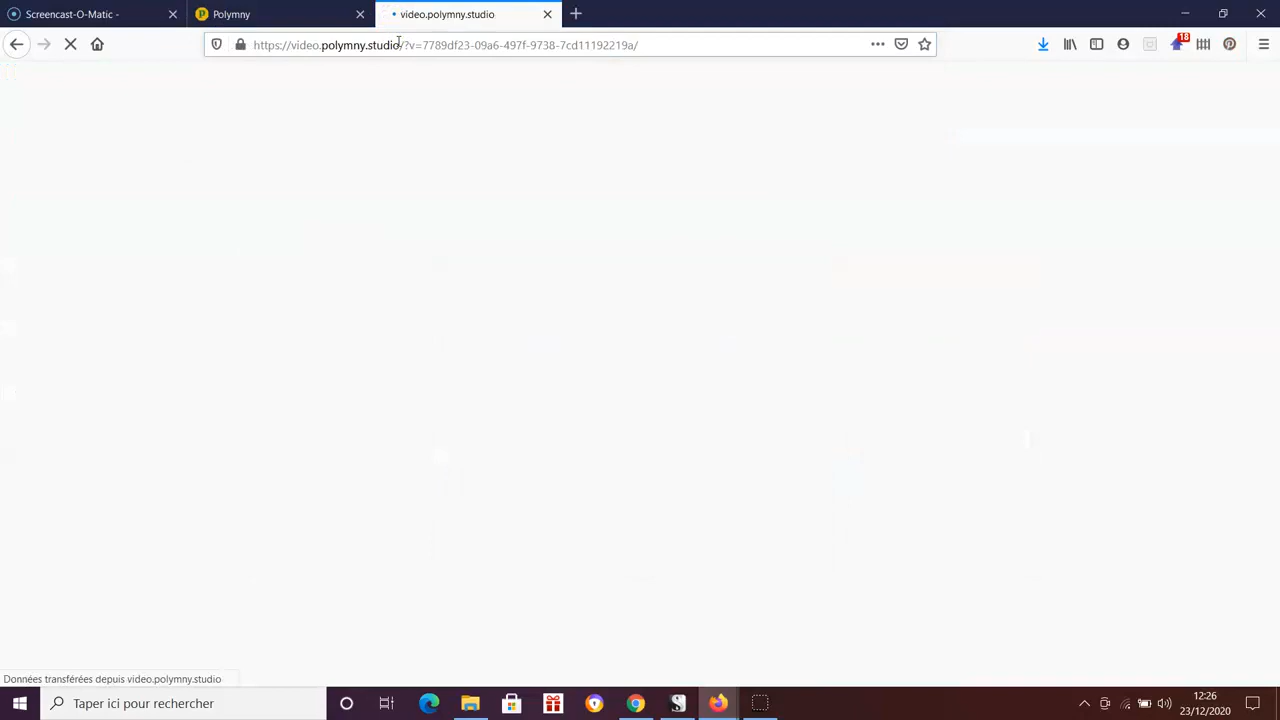 Screencast-O-Matic -
Polymny
video.polymny.studio
https://video.polymny.studio/?v=7789df23-09a6-497f-9738-7cd11192219a/
18
Données transférées depuis video.polymny.studio
Taper ici pour rechercher
12:26
23/12/2020